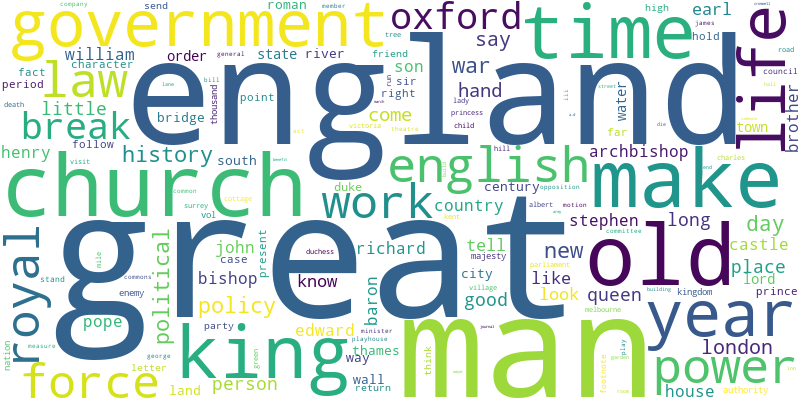 company
send
roman
member
high
earl
life
government
oxford
time
james
hold
cromwell
william
order
state
river
tree
friend
say
road
fact
character
general
england
council
period
law
little
bill
point
thousand
son
sir
war
right
hand
run
iii
street
water
brother
death
lane
break
bridge
come
lady
princess
child
far
town
hall
henry
follow
victoria
theatre
hill
die
history
south
english
archbishop
charles
visit
church
common
surrey
cottage
duke
century
opposition
make
vol
work
country
albert
motion
kent
stephen
long
day
committee
great
old
royal
political
john
present
duchess
richard
tell
majesty
new
castle
stand
mile
commons
case
city
place
lord
bishop
know
baron
parliament
like
village
enemy
pope
policy
good
look
queen
kingdom
prince
building
party
minister
edward
playhouse
melbourne
year
nation
measure
george
king
green
way
thames
man
think
journal
london
force
letter
person
wall
land
return
footnote
garden
play
power
house
room
authority